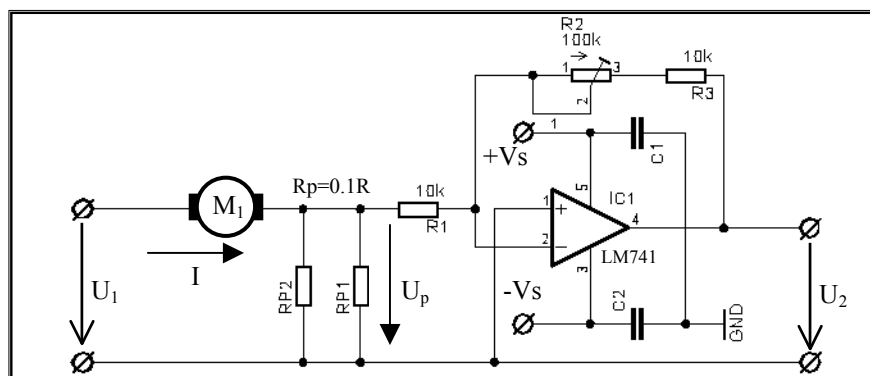 R2
100k
1 3
2
10k
R3
1
+Vs
C1
Rp=0.1R
10k
R1
M1
I
U1
RP2
RP1
Up
5
IC1
1
+
4
2
−
LM741
3
-Vs
C2
GND
U2